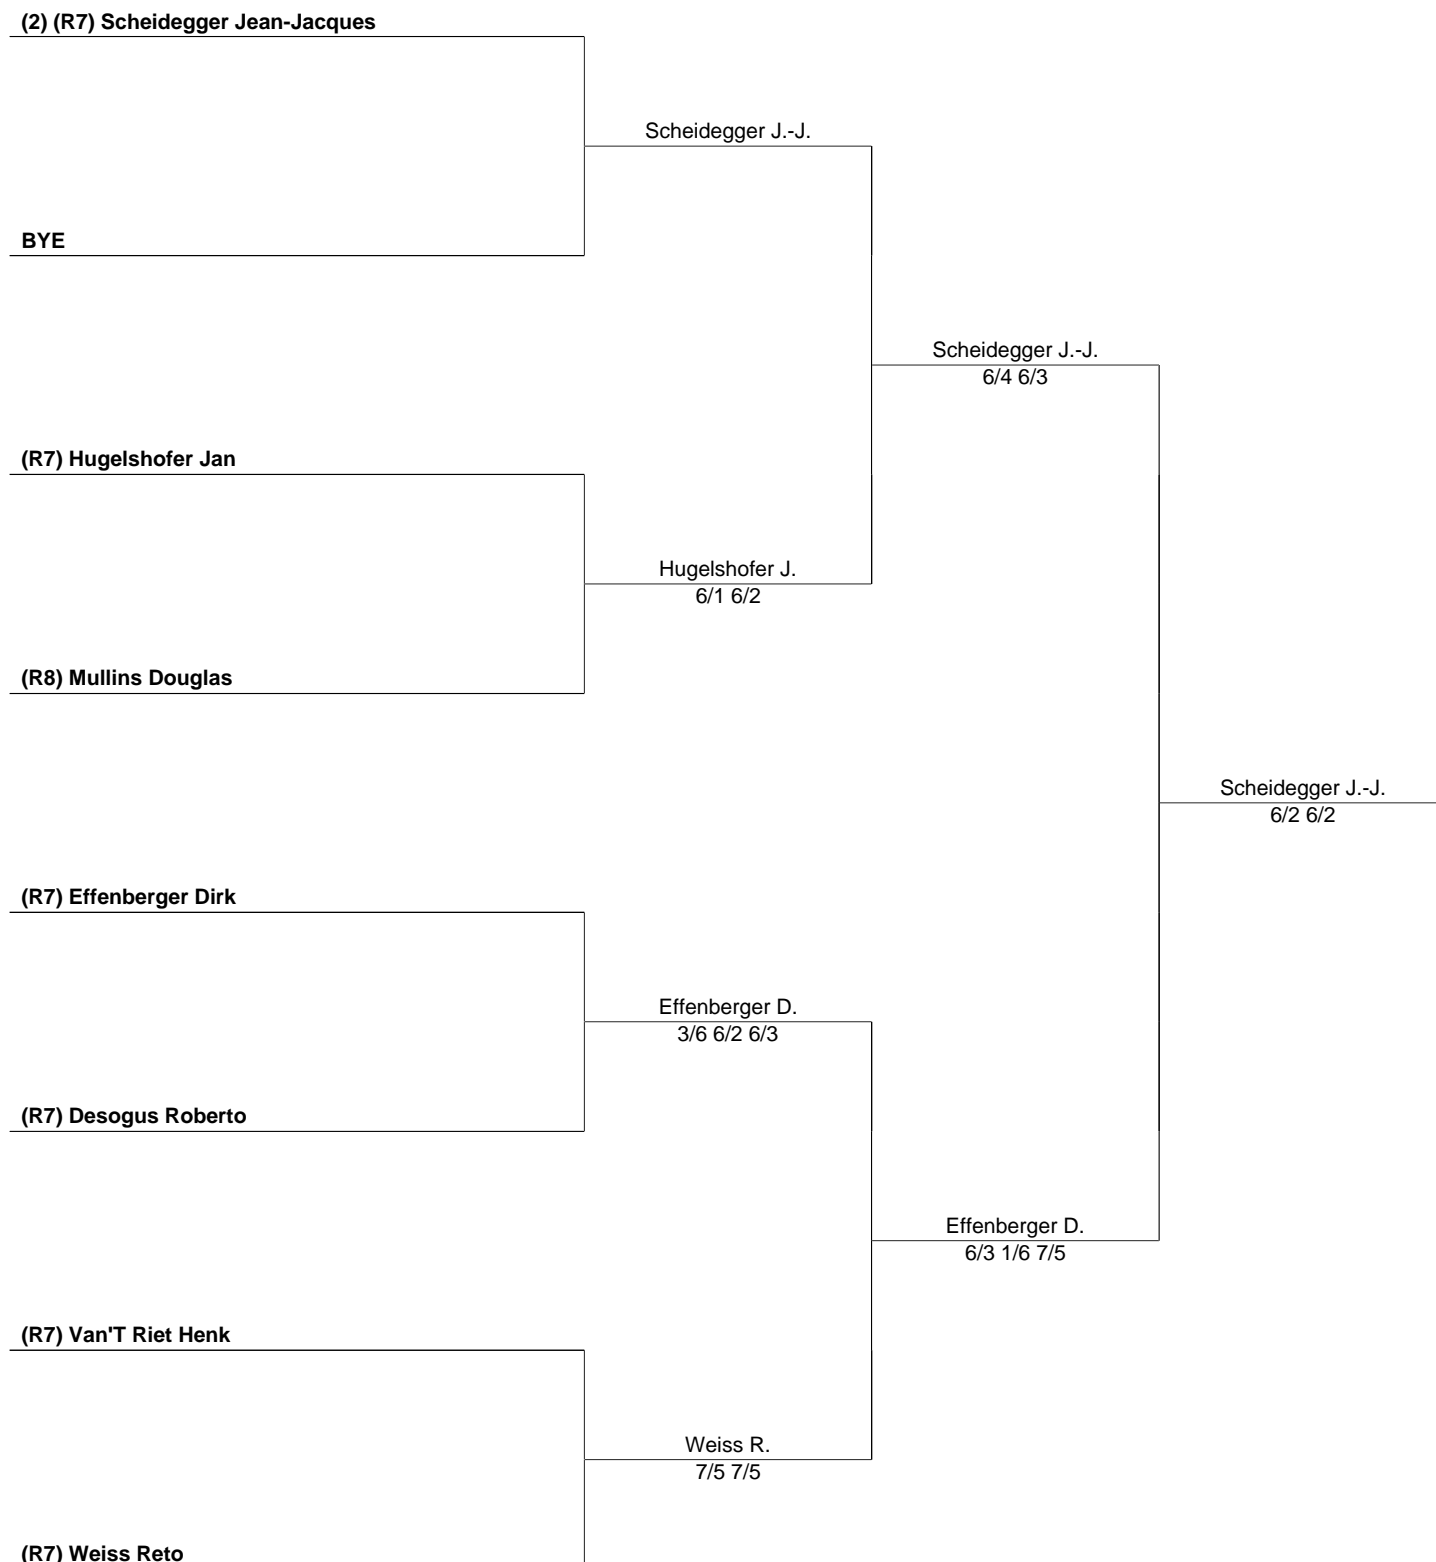 (2) (R7) Scheidegger Jean-Jacques
Scheidegger J.-J.
BYE
Scheidegger J.-J.
6/4 6/3
(R7) Hugelshofer Jan
Hugelshofer J.
6/1 6/2
(R8) Mullins Douglas
Scheidegger J.-J.
6/2 6/2
(R7) Effenberger Dirk
Effenberger D.
3/6 6/2 6/3
(R7) Desogus Roberto
Effenberger D.
6/3 1/6 7/5
(R7) Van'T Riet Henk
Weiss R.
7/5 7/5
(R7) Weiss Reto